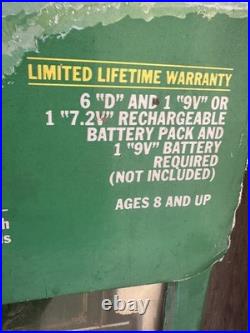 LIMITED LIFETIME WARRANTY
6 "D" AND 1 "9V" OR
1 "7.2V" RECHARGEABLE
BATTERY PACK AND
1 "9V" BATTERY
REQUIRED
(NOT INCLUDED)
AGES 8 AND UP